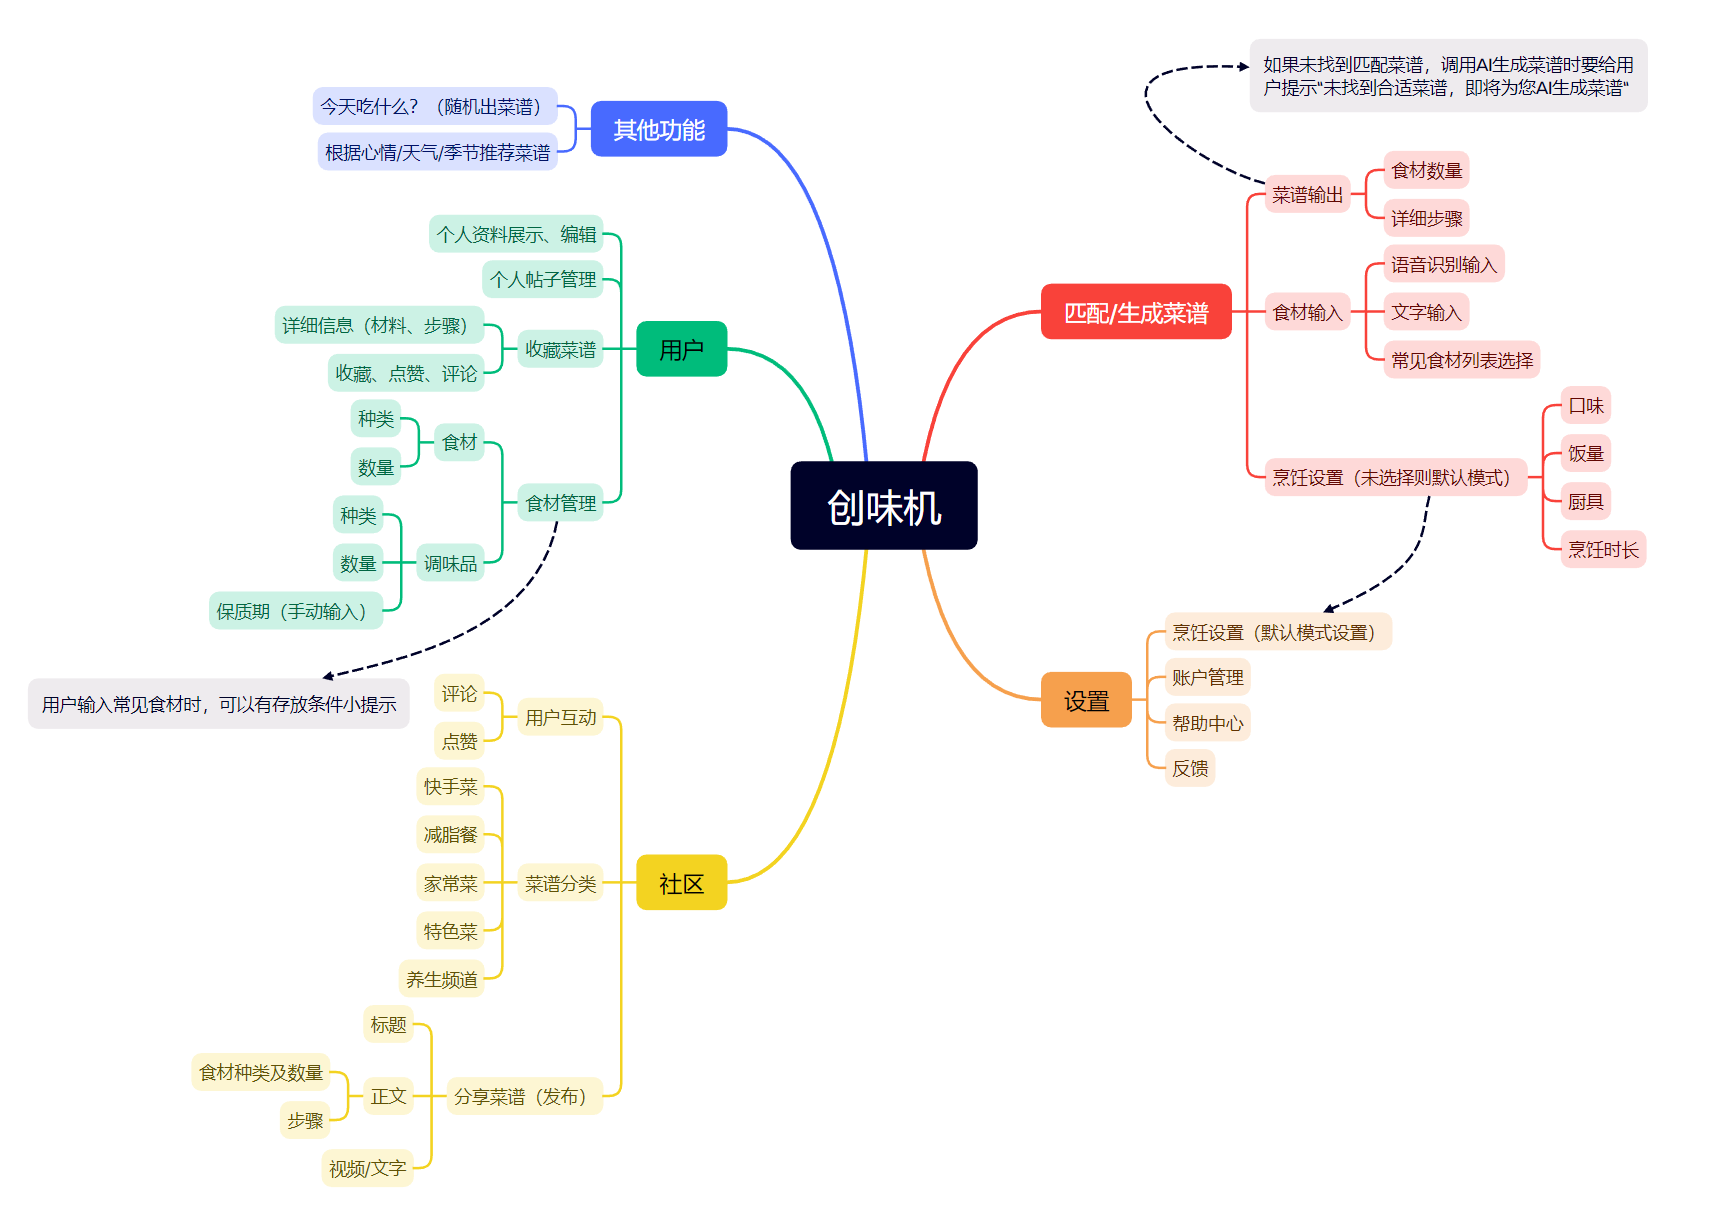 创味机
匹配/生成菜谱
菜谱输出
食材数量
详细步骤
如果未找到匹配菜谱，调用AI生成菜谱时要给用
户提示“未找到合适菜谱，即将为您AI生成菜谱“
食材输入
语音识别输入
文字输入
常见食材列表选择
烹饪设置（未选择则默认模式）
口味
饭量
厨具
烹饪时长
设置
烹饪设置（默认模式设置）
账户管理
帮助中心
反馈
其他功能
今天吃什么？（随机出菜谱）
根据心情/天气/季节推荐菜谱
用户
个人资料展示、编辑
个人帖子管理
收藏菜谱
详细信息（材料、步骤）
收藏、点赞、评论
食材管理
食材
种类
数量
调味品
种类
数量
保质期（手动输入）
用户输入常见食材时，可以有存放条件小提示
社区
用户互动
评论
点赞
菜谱分类
快手菜
减脂餐
家常菜
特色菜
养生频道
分享菜谱（发布）
标题
正文
食材种类及数量
步骤
视频/文字